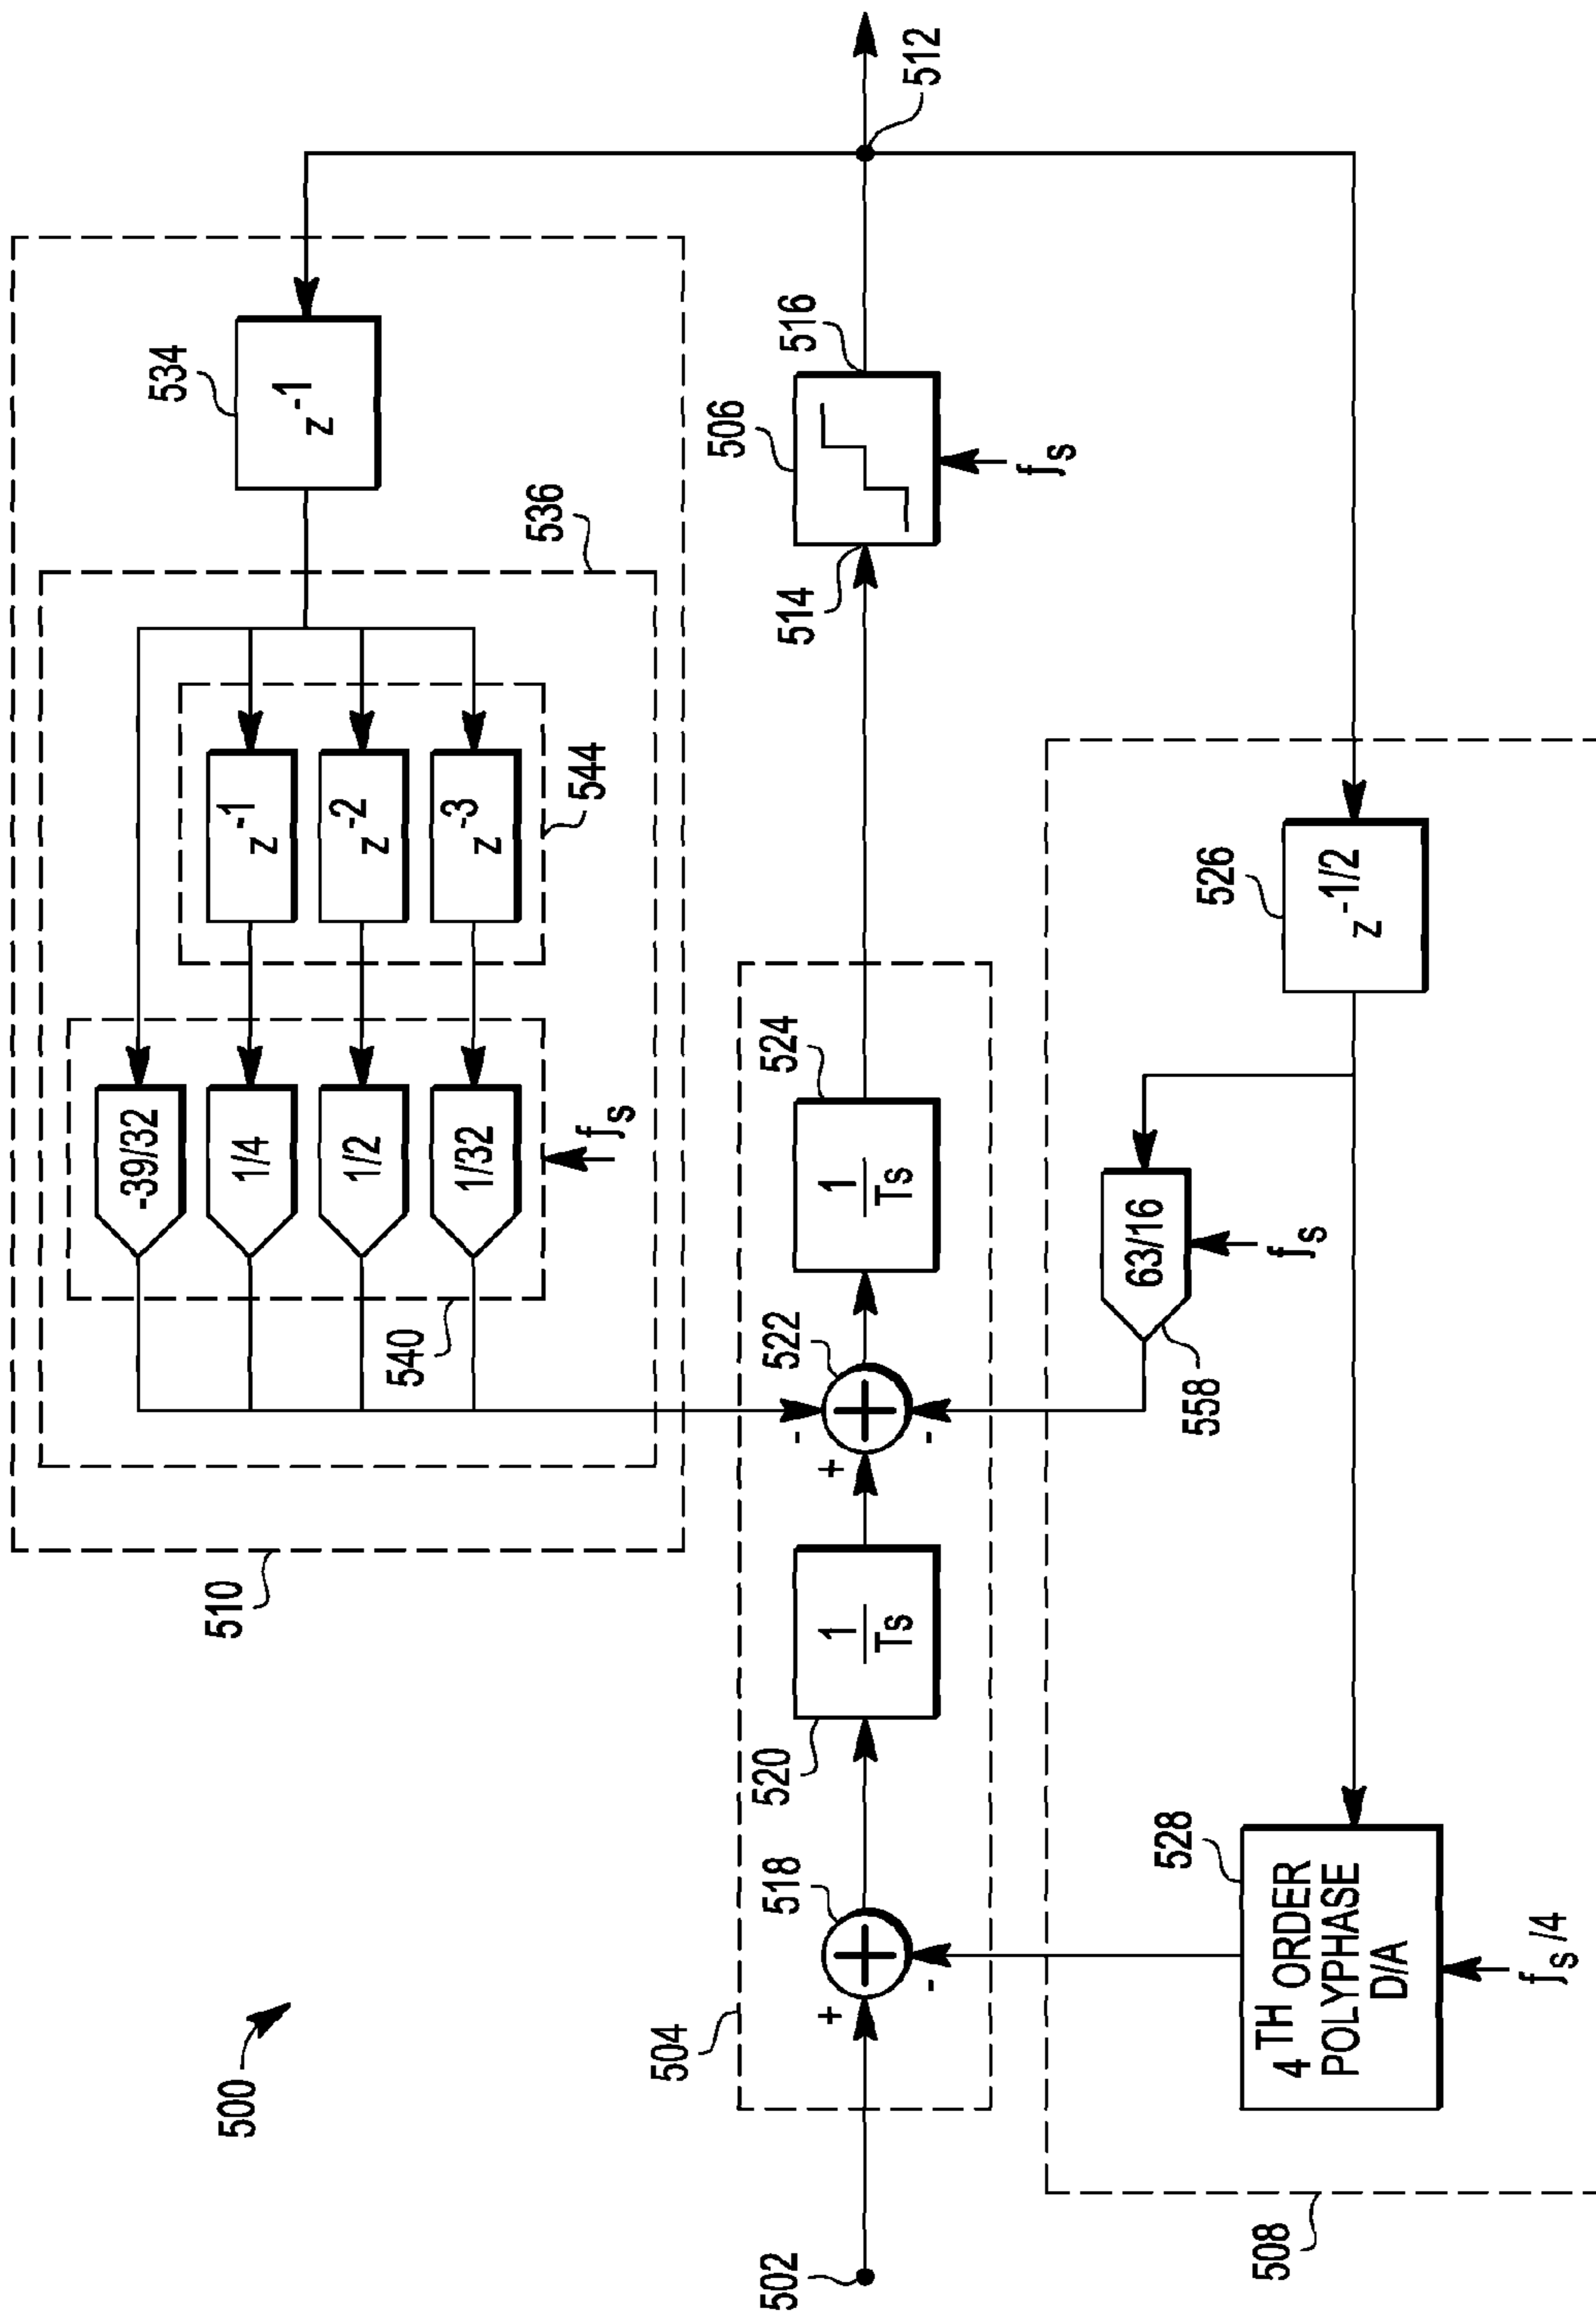 500
510
536
534
540
-39/32
1/4
1/2
1/32
fs
544
z-1
z-2
z-3
z-1
504
502
518
+
-
520
1
Ts
522
+
-
-
524
1
Ts
514
506
516
fs
512
508
528
4TH ORDER
POLYPHASE
D/A
fs/4
558
63/16
fs
526
z-1/2